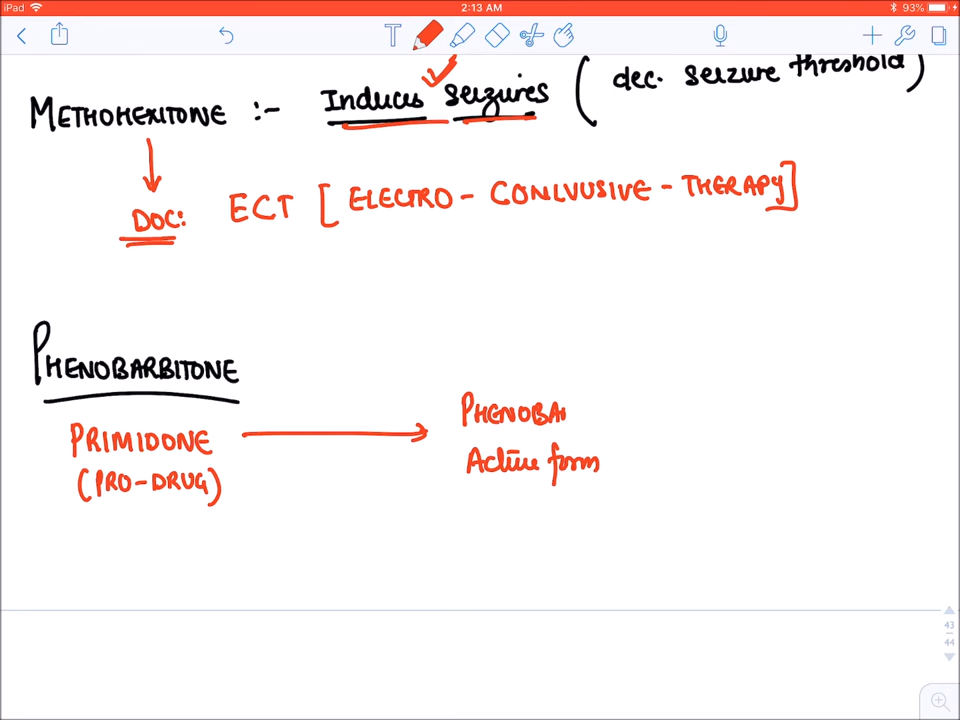 iPad 2:13 AM 93%
T
( dec. Seizure threshold )
METHOHEXITONE :- Induces Seizures
DOC: ECT [ELECTRO - CONLVUSIVE - THERAPY]
PHENOBARBITONE
PRIMIDONE PHENOBAI
(PRO-DRUG) Active form
43
44